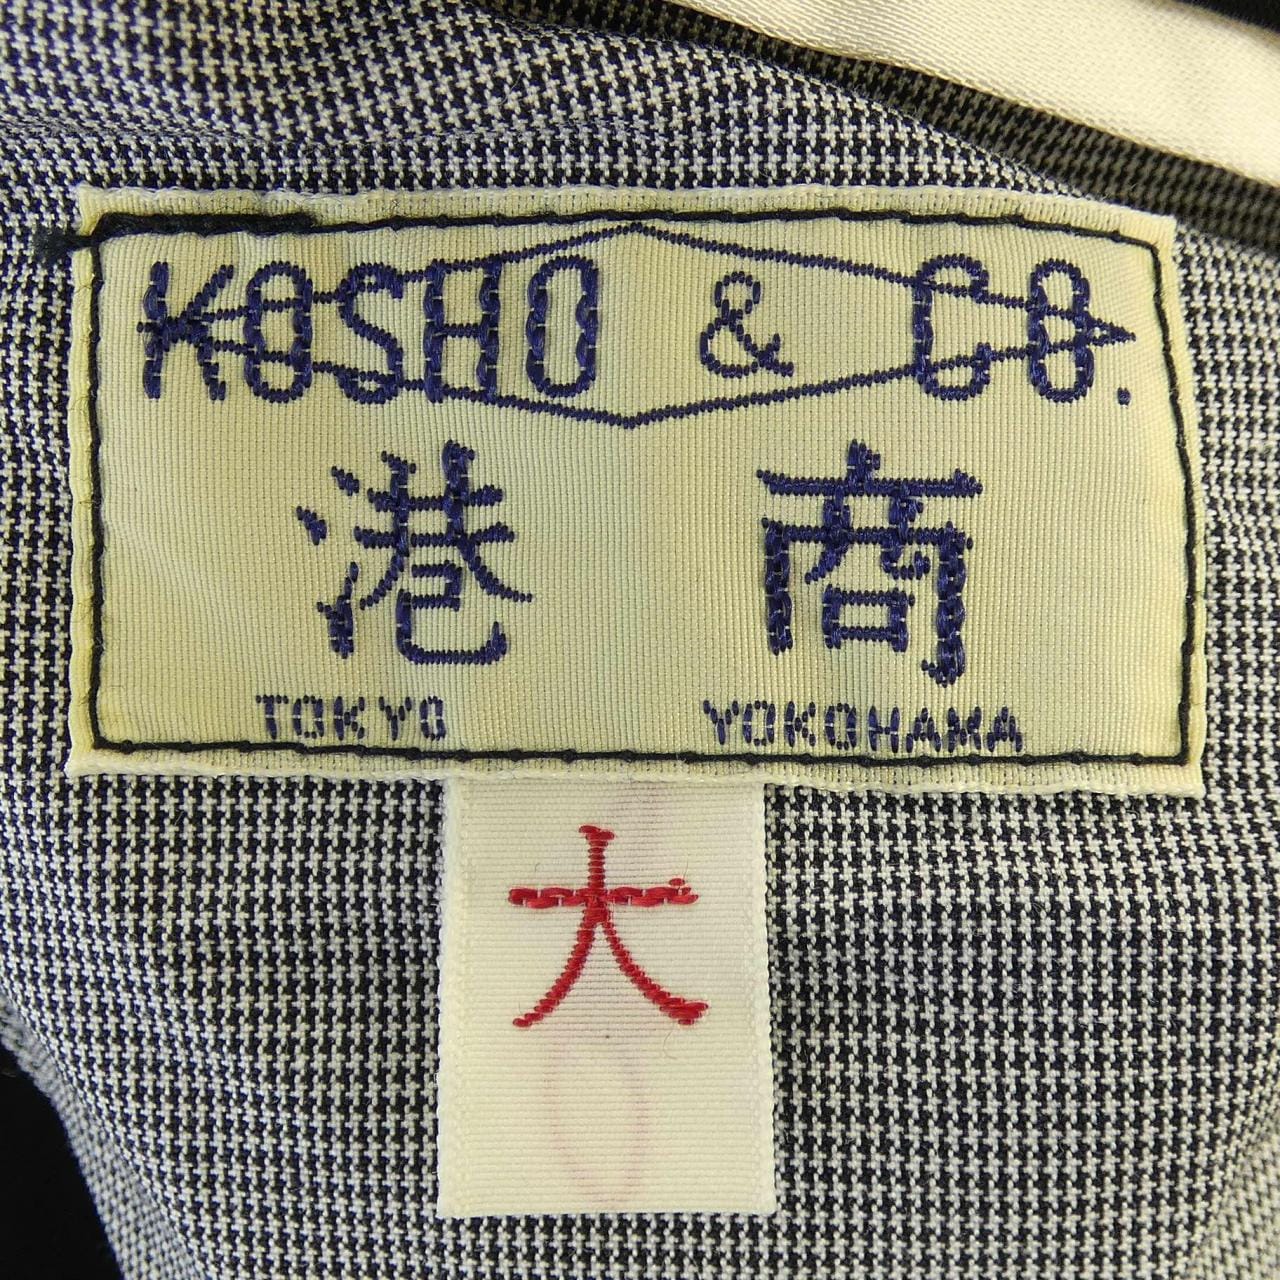 KOSHO & CO.
港 商
TOKYO YOKOHAMA
大